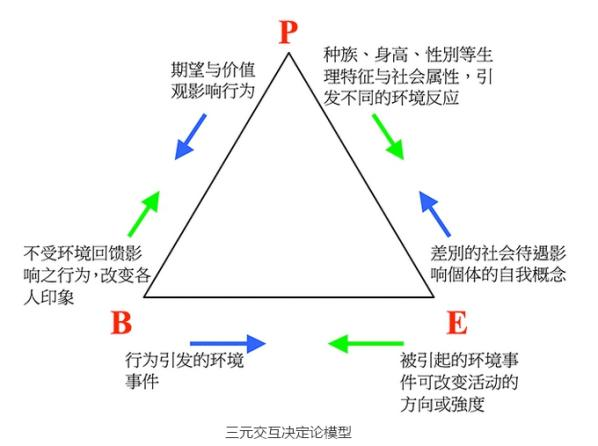 P
期望与价值
观影响行为
种族、身高、性別等生
理特征与社会属性，引
发不同的环境反应
不受环境回馈影
响之行为，改变各
人印象
差別的社会待遇影
响個体的自我概念
B
E
行为引发的环境
事件
被引起的环境事
件可改变活动的
方向或強度
三元交互决定论模型